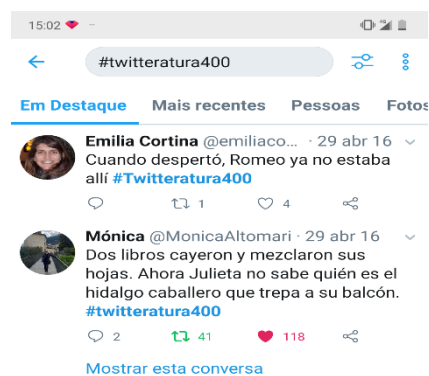 15:02
#twitteratura400
Em Destaque Mais recentes Pessoas Fotos
Emilia Cortina @emiliaco... · 29 abr 16
Cuando despertó, Romeo ya no estaba
allí #Twitteratura400
1 4
Mónica @MonicaAltomari · 29 abr 16
Dos libros cayeron y mezclaron sus
hojas. Ahora Julieta no sabe quién es el
hidalgo caballero que trepa a su balcón.
#twitteratura400
2 41 118
Mostrar esta conversa